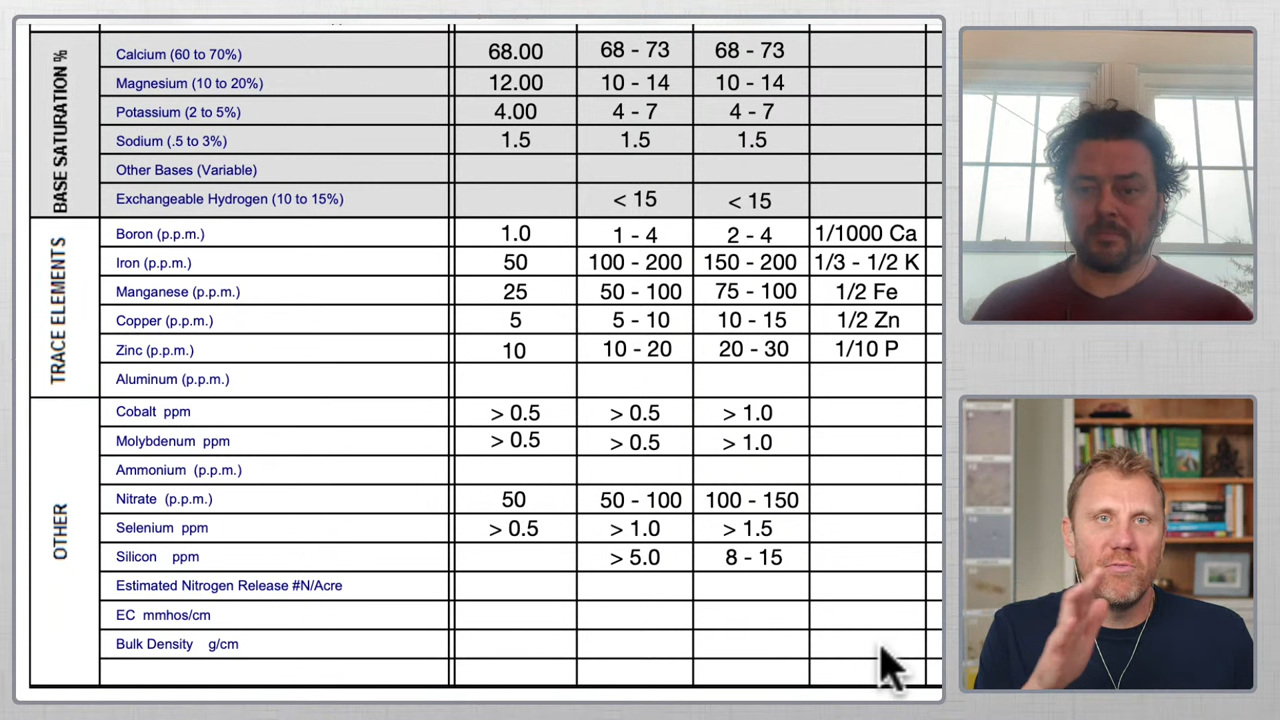 BASE SATURATION %
Calcium (60 to 70%) 68.00 68 - 73 68 - 73
Magnesium (10 to 20%) 12.00 10 - 14 10 - 14
Potassium (2 to 5%) 4.00 4 - 7 4 - 7
Sodium (.5 to 3%) 1.5 1.5 1.5
Other Bases (Variable)
Exchangeable Hydrogen (10 to 15%) < 15 < 15
TRACE ELEMENTS
Boron (p.p.m.) 1.0 1 - 4 2 - 4 1/1000 Ca
Iron (p.p.m.) 50 100 - 200 150 - 200 1/3 - 1/2 K
Manganese (p.p.m.) 25 50 - 100 75 - 100 1/2 Fe
Copper (p.p.m.) 5 5 - 10 10 - 15 1/2 Zn
Zinc (p.p.m.) 10 10 - 20 20 - 30 1/10 P
Aluminum (p.p.m.)
OTHER
Cobalt ppm > 0.5 > 0.5 > 1.0
Molybdenum ppm > 0.5 > 0.5 > 1.0
Ammonium (p.p.m.)
Nitrate (p.p.m.) 50 50 - 100 100 - 150
Selenium ppm > 0.5 > 1.0 > 1.5
Silicon ppm > 5.0 8 - 15
Estimated Nitrogen Release #N/Acre
EC mmhos/cm
Bulk Density g/cm